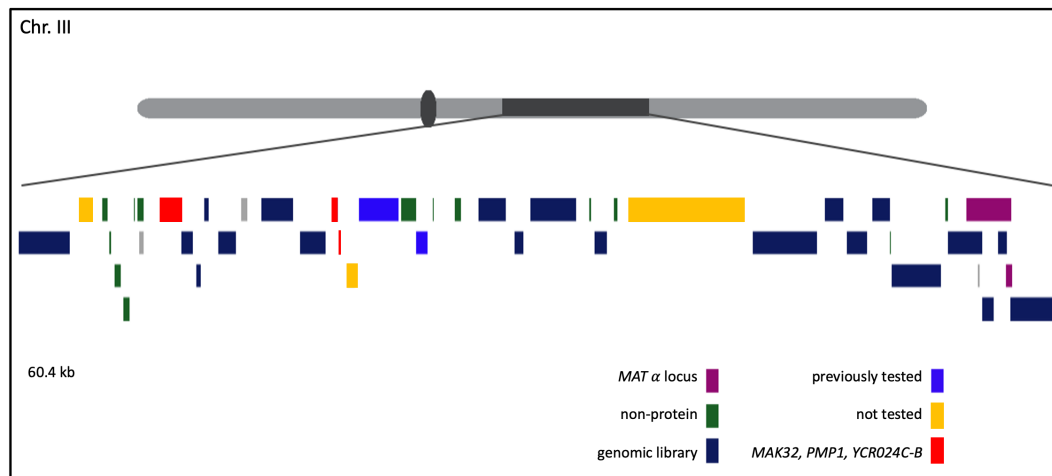 Chr. III
60.4 kb
MAT α locus
previously tested
non-protein
not tested
genomic library
MAK32, PMP1, YCR024C-B